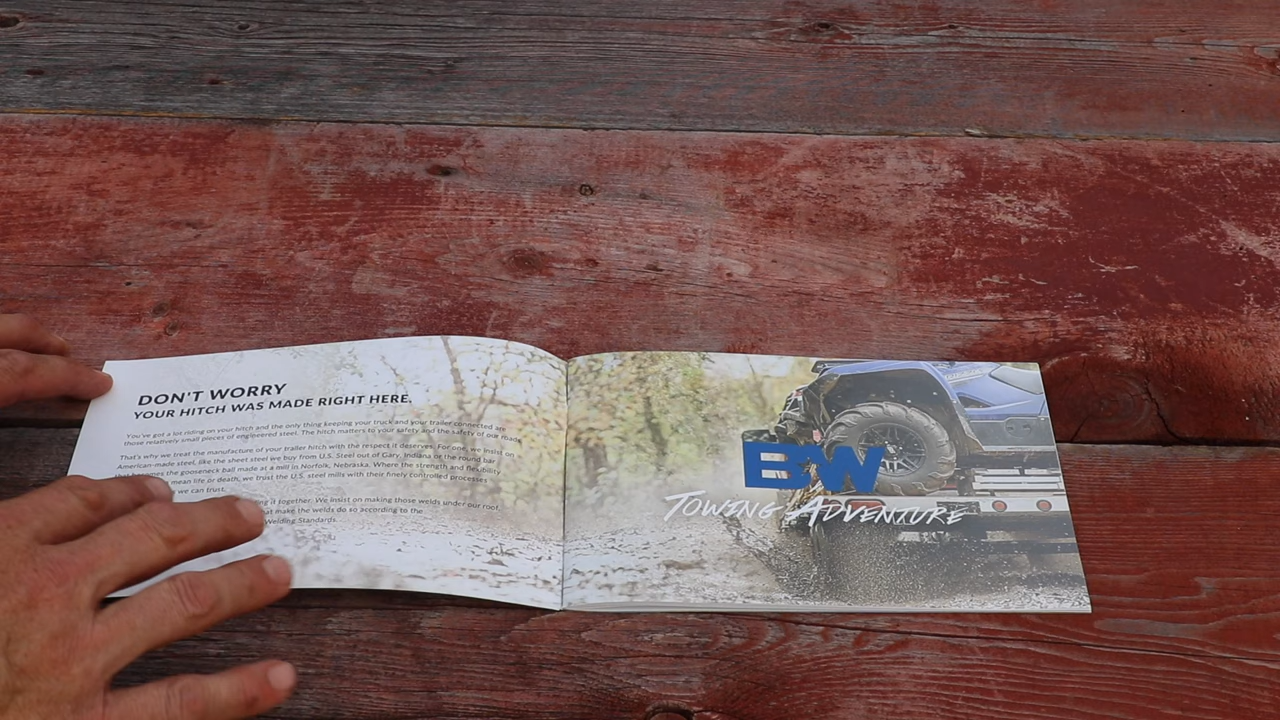 DON'T WORRY
YOUR HITCH WAS MADE RIGHT HERE.
You've got a lot riding on your hitch and the only thing keeping your truck and your trailer connected are
those relatively small pieces of engineered steel. The hitch matters to your safety and the safety of our roads.
That's why we treat the manufacture of your trailer hitch with the respect it deserves. For one, we insist on
American-made steel, like the sheet steel we buy from U.S. Steel out of Gary, Indiana or the round bar
the gooseneck ball made at a mill in Norfolk, Nebraska. Where the strength and flexibility
mean life or death, we trust the U.S. steel mills with their finely controlled processes
we can trust.
it together. We insist on making those welds under our roof.
at make the welds do so according to the
Welding Standards.
B&W
TOWING ADVENTURE